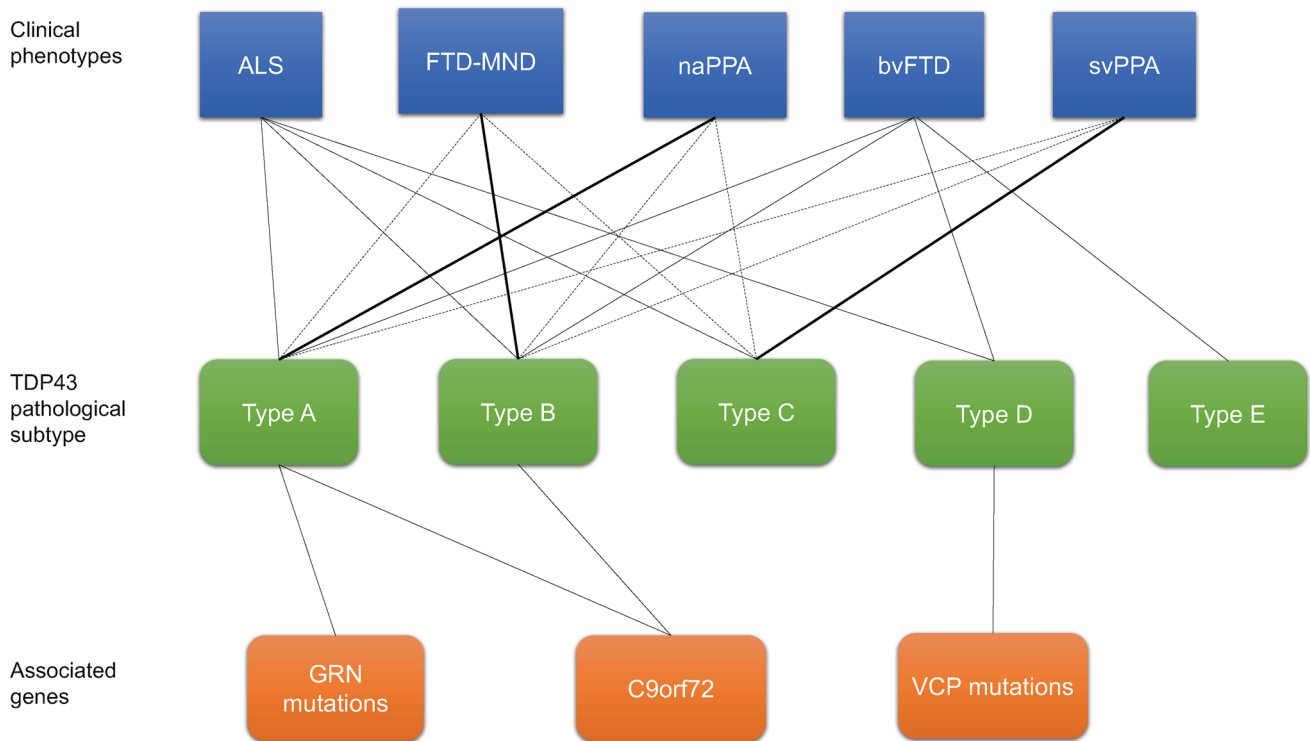 Clinical
phenotypes
ALS
FTD-MND
naPPA
bvFTD
svPPA
TDP43
pathological
subtype
Type A
Type B
Type C
Type D
Type E
Associated
genes
GRN
mutations
C9orf72
VCP mutations